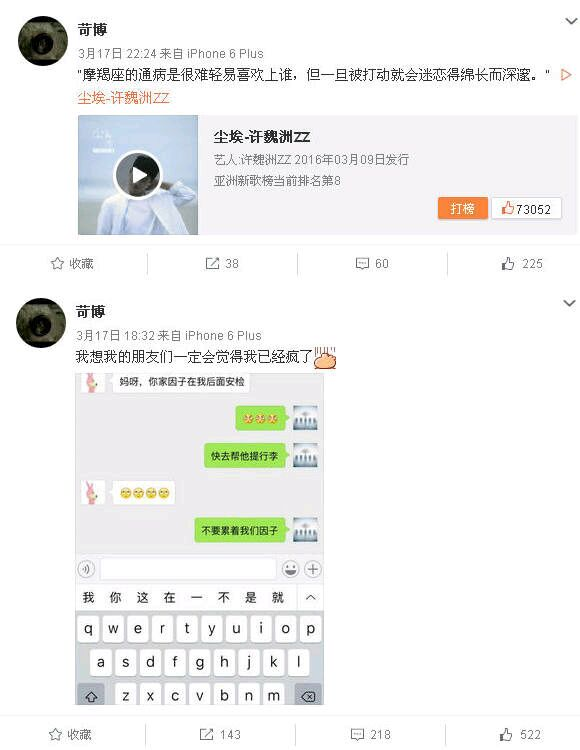 苛博
3月17日 22:24 来自 iPhone 6 Plus
"摩羯座的通病是很难轻易喜欢上谁，但一旦被打动就会迷恋得绵长而深邃。"
尘埃-许魏洲ZZ
尘埃-许魏洲ZZ
艺人:许魏洲ZZ 2016年03月09日发行
亚洲新歌榜当前排名第8
打榜 73052
收藏 38 60 225
苛博
3月17日 18:32 来自 iPhone 6 Plus
我想我的朋友们一定会觉得我已经疯了
妈呀，你家因子在我后面安检
快去帮他提行李
不要累着我们因子
我 你 这 在 一 不 是 就
q w e r t y u i o p
a s d f g h j k l
z x c v b n m
收藏 143 218 522